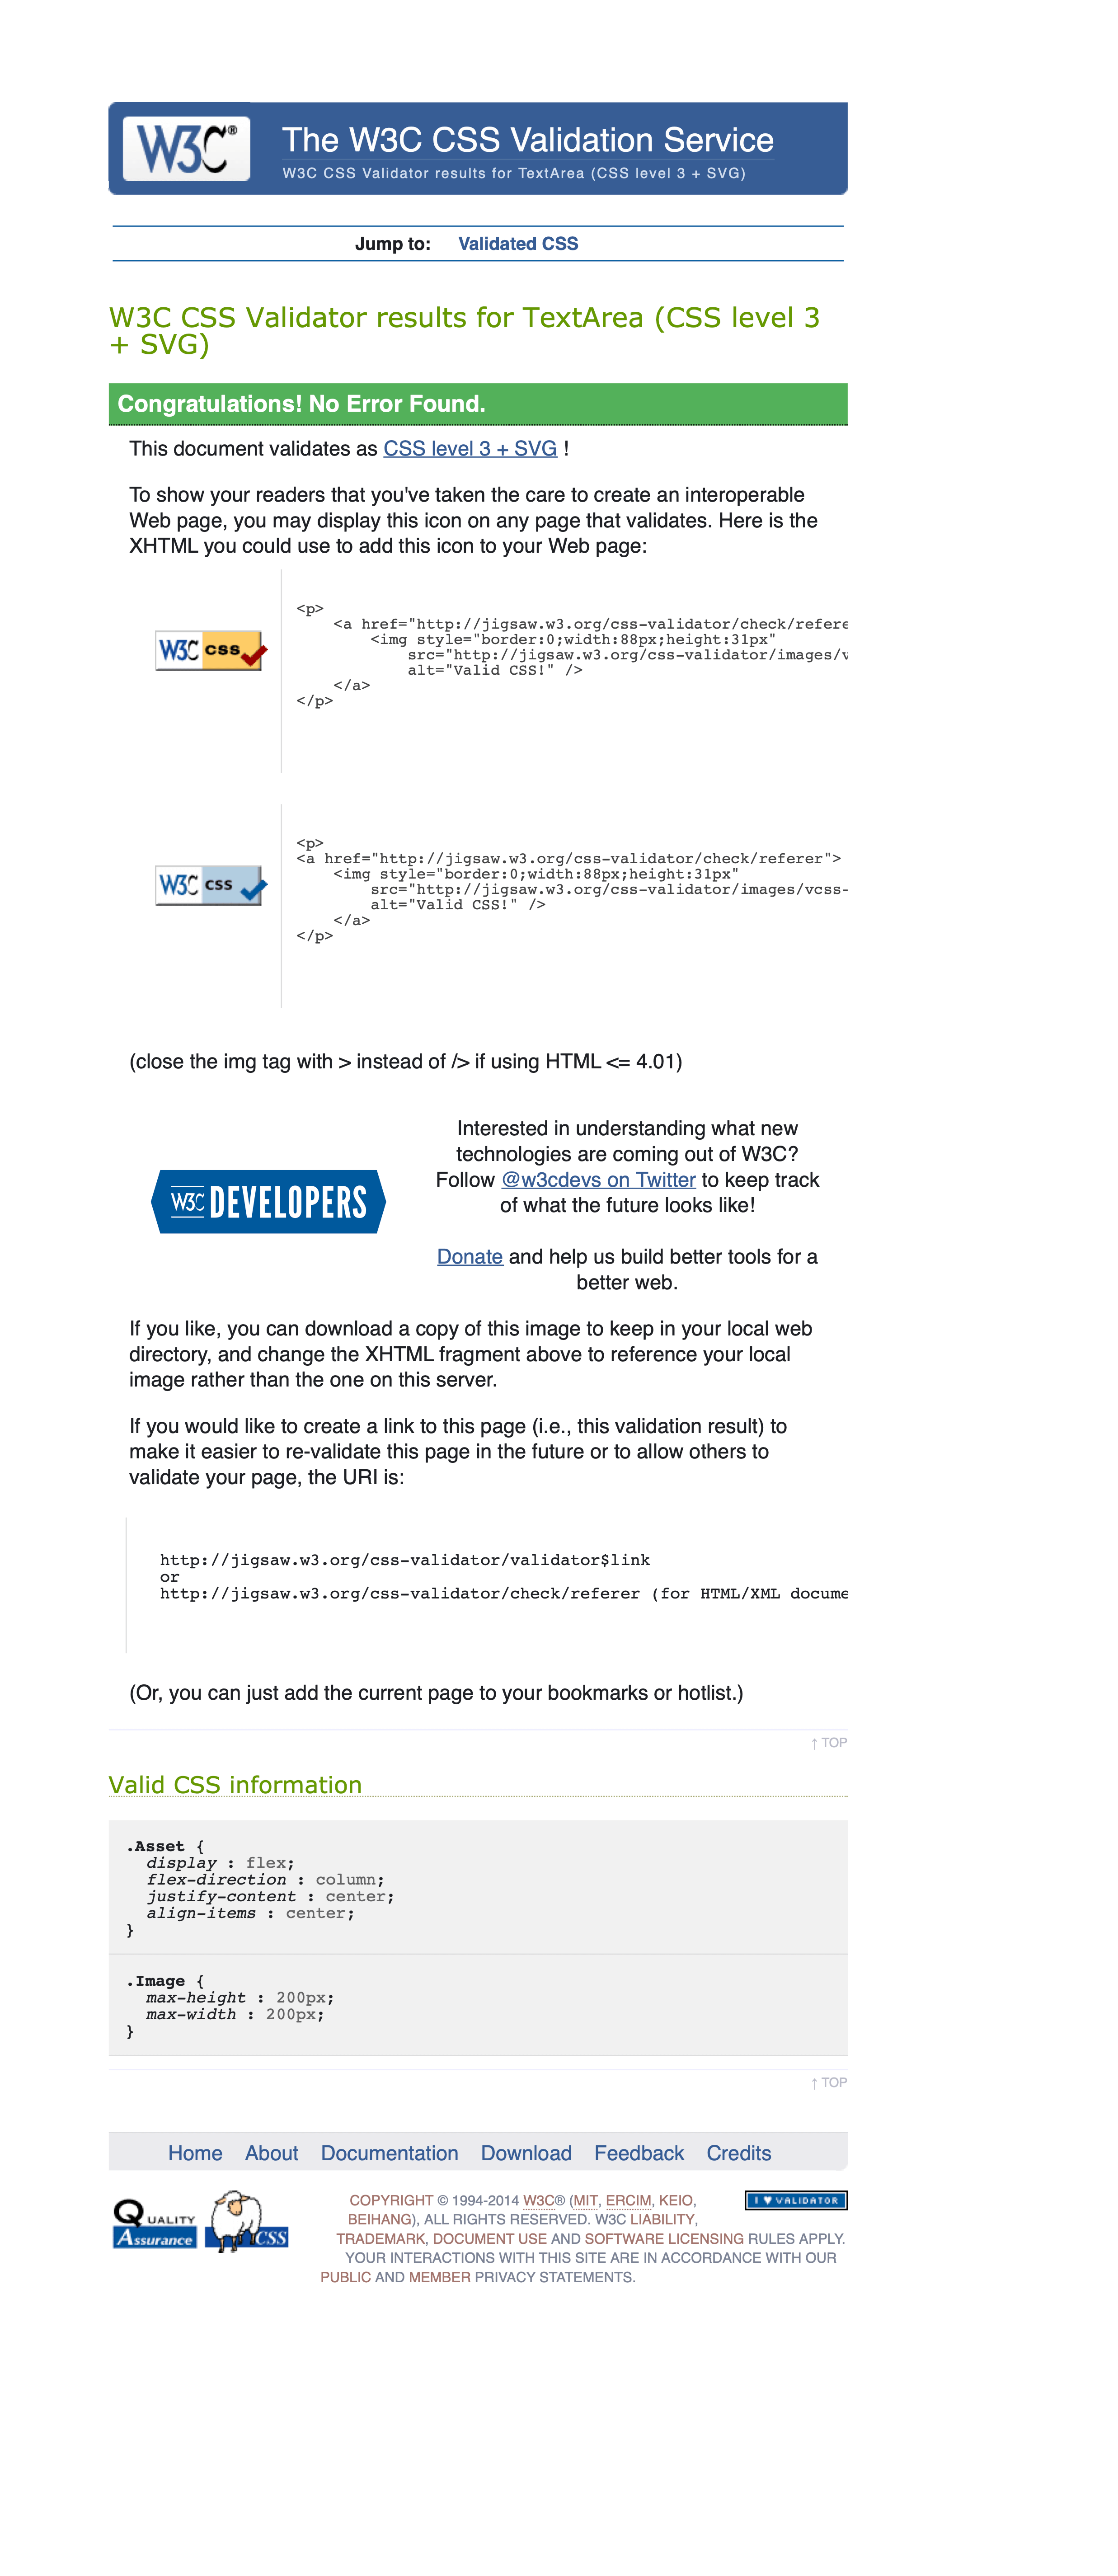 W3C®
The W3C CSS Validation Service
W3C CSS Validator results for TextArea (CSS level 3 + SVG)
Jump to: Validated CSS
W3C CSS Validator results for TextArea (CSS level 3
+ SVG)
Congratulations! No Error Found.
This document validates as CSS level 3 + SVG !
To show your readers that you've taken the care to create an interoperable
Web page, you may display this icon on any page that validates. Here is the
XHTML you could use to add this icon to your Web page:
W3C css
<p>
<a href="http://jigsaw.w3.org/css-validator/check/refere
<img style="border:0;width:88px;height:31px"
src="http://jigsaw.w3.org/css-validator/images/v
alt="Valid CSS!" />
</a>
</p>
W3C css
<p>
<a href="http://jigsaw.w3.org/css-validator/check/referer">
<img style="border:0;width:88px;height:31px"
src="http://jigsaw.w3.org/css-validator/images/vcss-
alt="Valid CSS!" />
</a>
</p>
(close the img tag with > instead of /> if using HTML <= 4.01)
W3C DEVELOPERS
Interested in understanding what new
technologies are coming out of W3C?
Follow @w3cdevs on Twitter to keep track
of what the future looks like!
Donate and help us build better tools for a
better web.
If you like, you can download a copy of this image to keep in your local web
directory, and change the XHTML fragment above to reference your local
image rather than the one on this server.
If you would like to create a link to this page (i.e., this validation result) to
make it easier to re-validate this page in the future or to allow others to
validate your page, the URI is:
http://jigsaw.w3.org/css-validator/validator$link
or
http://jigsaw.w3.org/css-validator/check/referer (for HTML/XML docume
(Or, you can just add the current page to your bookmarks or hotlist.)
↑ TOP
Valid CSS information
.Asset {
display : flex;
flex-direction : column;
justify-content : center;
align-items : center;
}
.Image {
max-height : 200px;
max-width : 200px;
}
↑ TOP
Home About Documentation Download Feedback Credits
QUALITY
Assurance
CSS
I ♥ VALIDATOR
COPYRIGHT © 1994-2014 W3C® (MIT, ERCIM, KEIO,
BEIHANG), ALL RIGHTS RESERVED. W3C LIABILITY,
TRADEMARK, DOCUMENT USE AND SOFTWARE LICENSING RULES APPLY.
YOUR INTERACTIONS WITH THIS SITE ARE IN ACCORDANCE WITH OUR
PUBLIC AND MEMBER PRIVACY STATEMENTS.